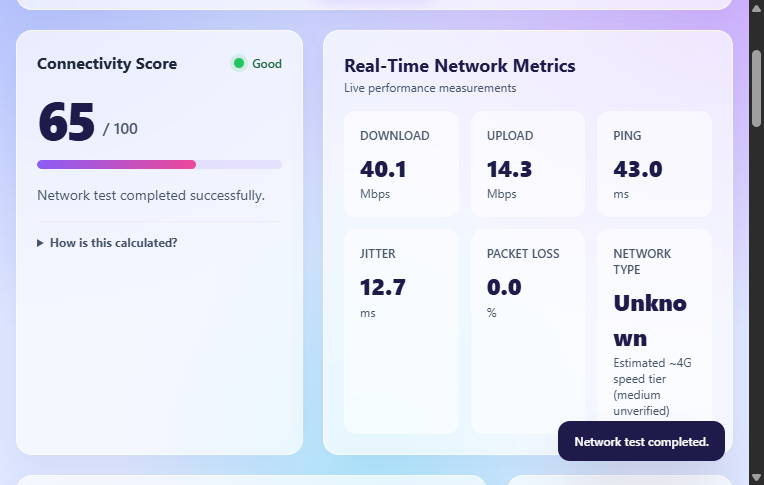 Connectivity Score
Good
65 / 100
Network test completed successfully.
▶ How is this calculated?
Real-Time Network Metrics
Live performance measurements
DOWNLOAD
40.1
Mbps
UPLOAD
14.3
Mbps
PING
43.0
ms
JITTER
12.7
ms
PACKET LOSS
0.0
%
NETWORK
TYPE
Unkno
wn
Estimated ~4G
speed tier
(medium
unverified)
Network test completed.